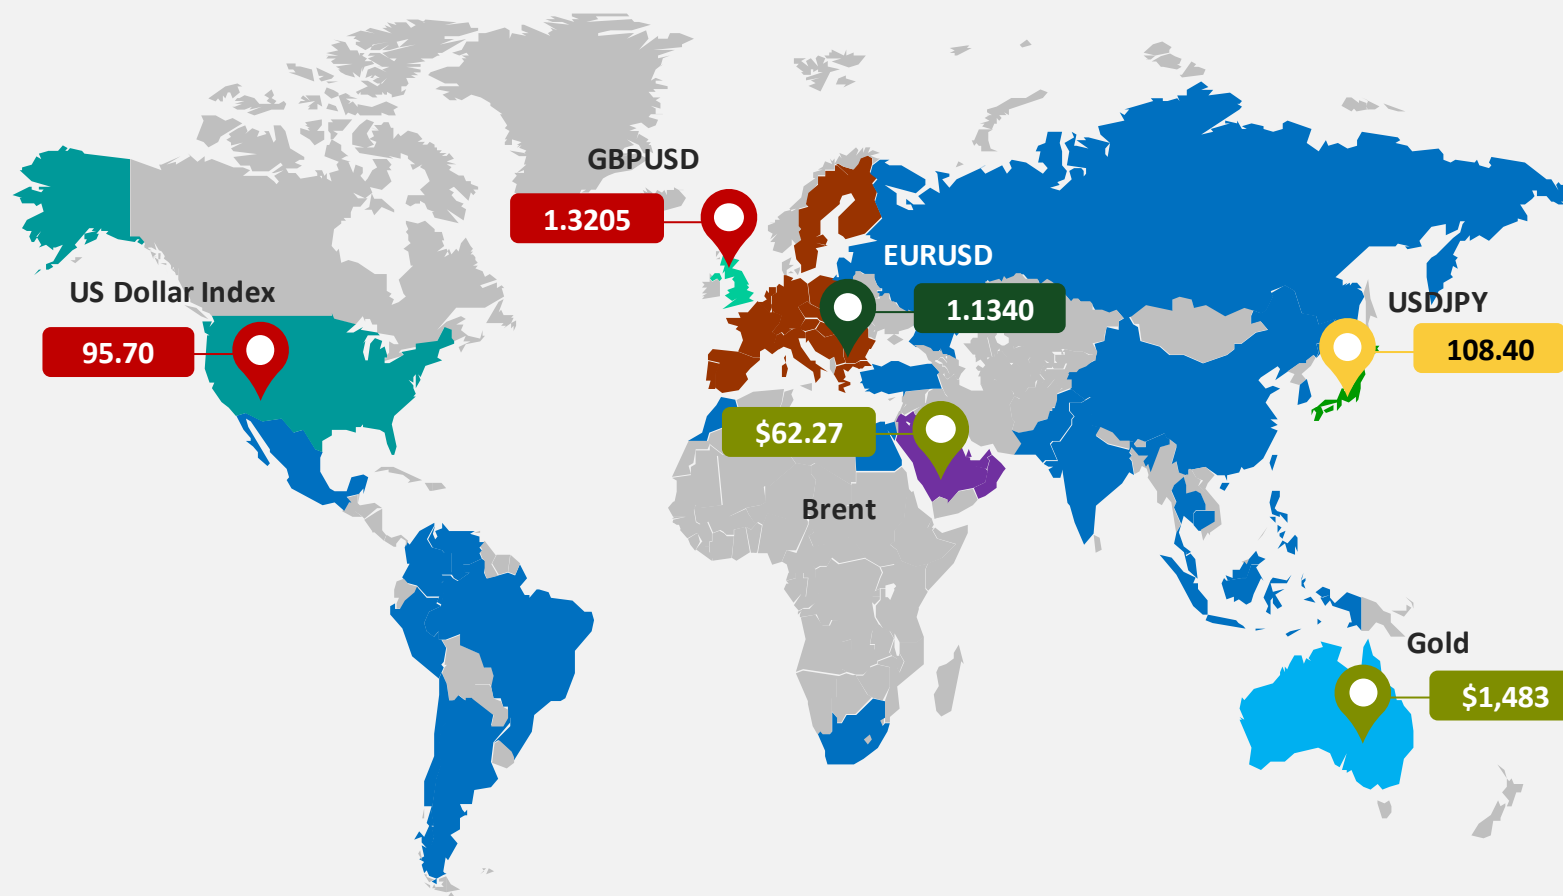 GBPUSD
1.3205
EURUSD
1.1340
US Dollar Index
95.70
USDJPY
108.40
$62.27
Brent
Gold
$1,483